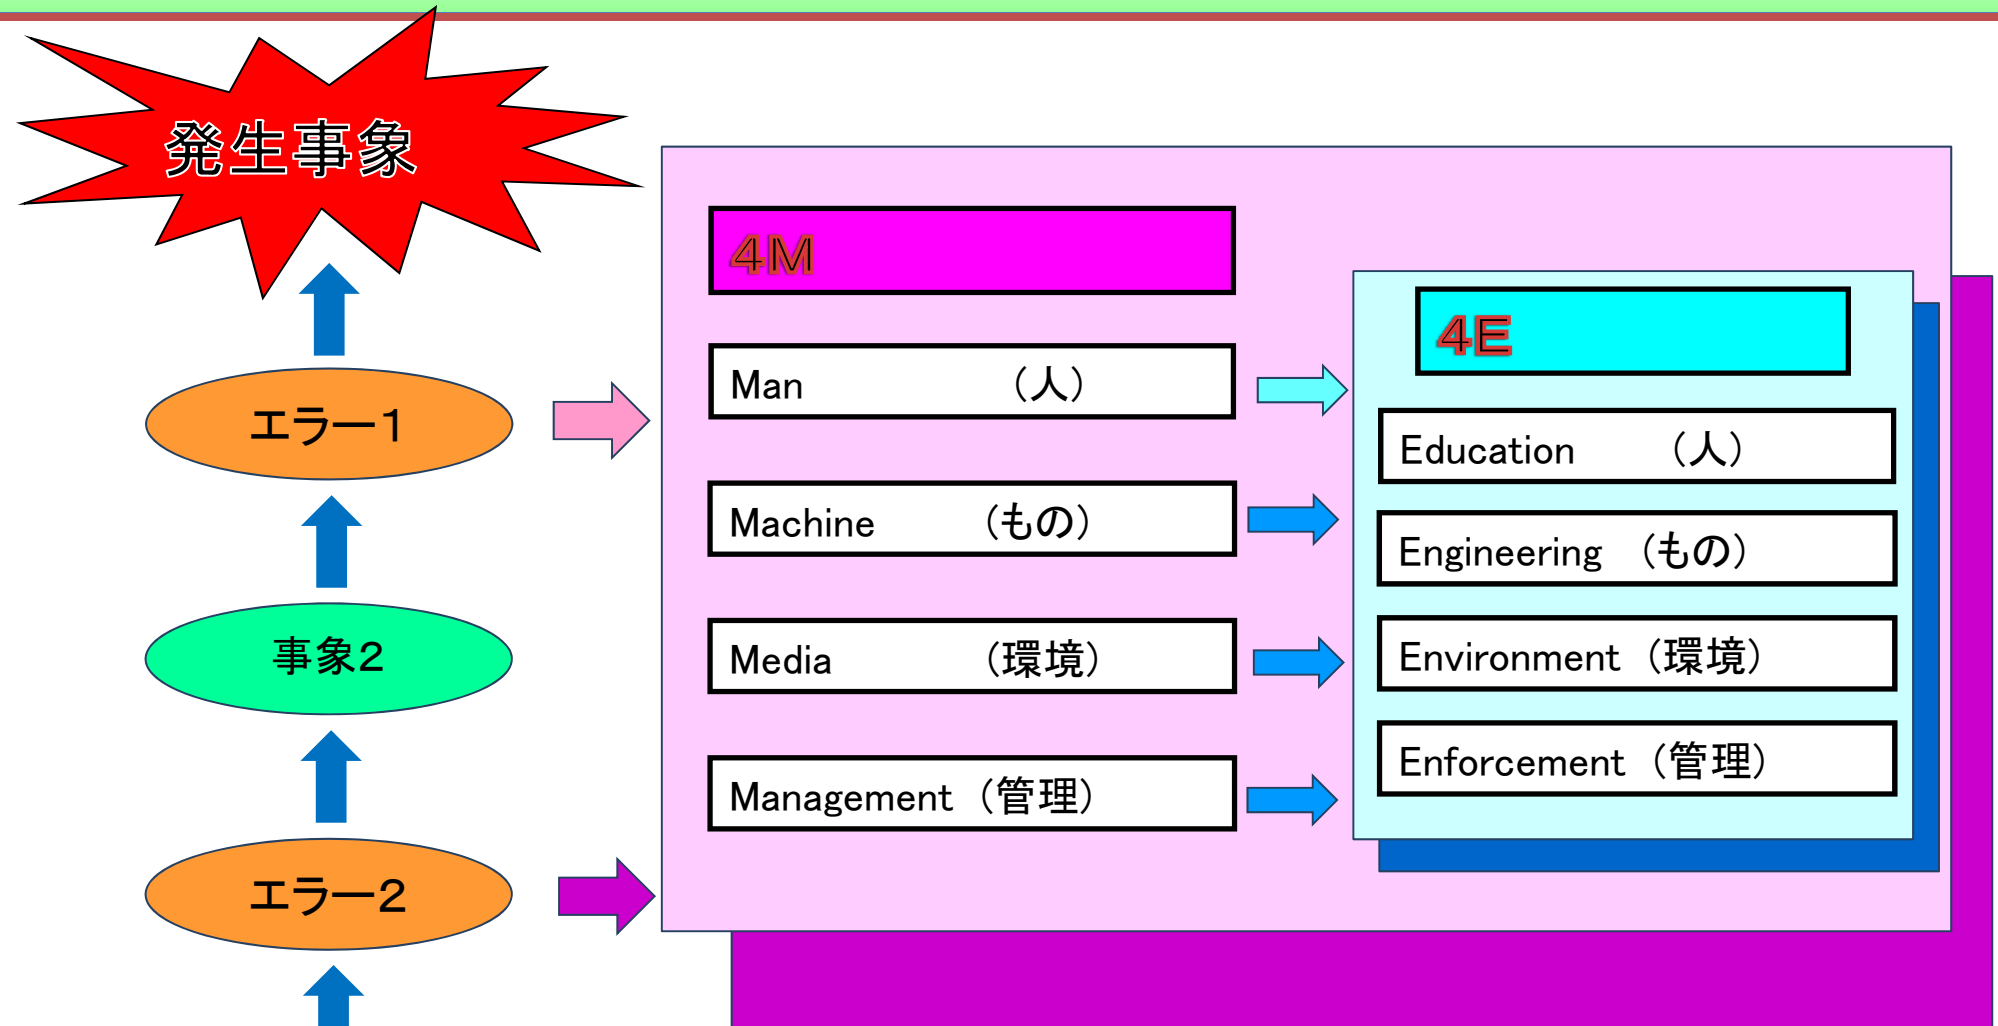 発生事象
エラー1
事象2
エラー2
4M
Man （人）
Machine （もの）
Media （環境）
Management （管理）
4E
Education （人）
Engineering （もの）
Environment （環境）
Enforcement （管理）